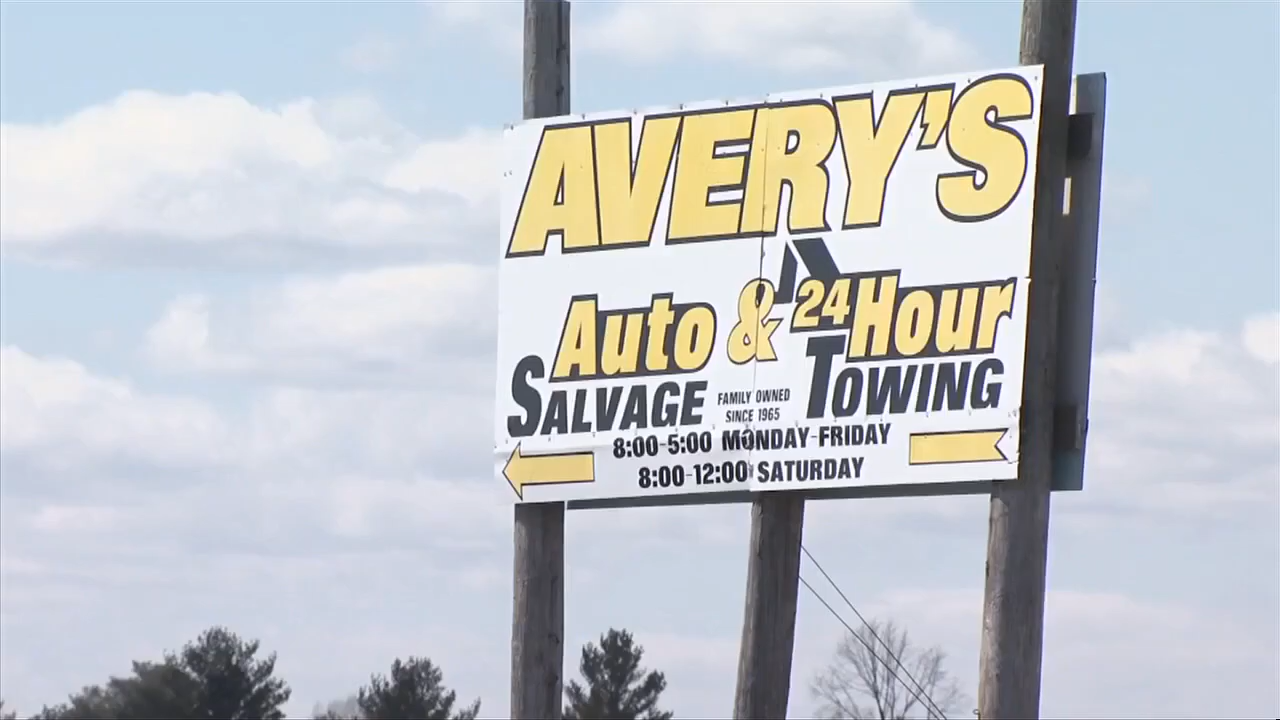 AVERY'S
Auto & 24 Hour
SALVAGE FAMILY OWNED SINCE 1965 TOWING
8:00-5:00 MONDAY-FRIDAY
8:00-12:00 SATURDAY